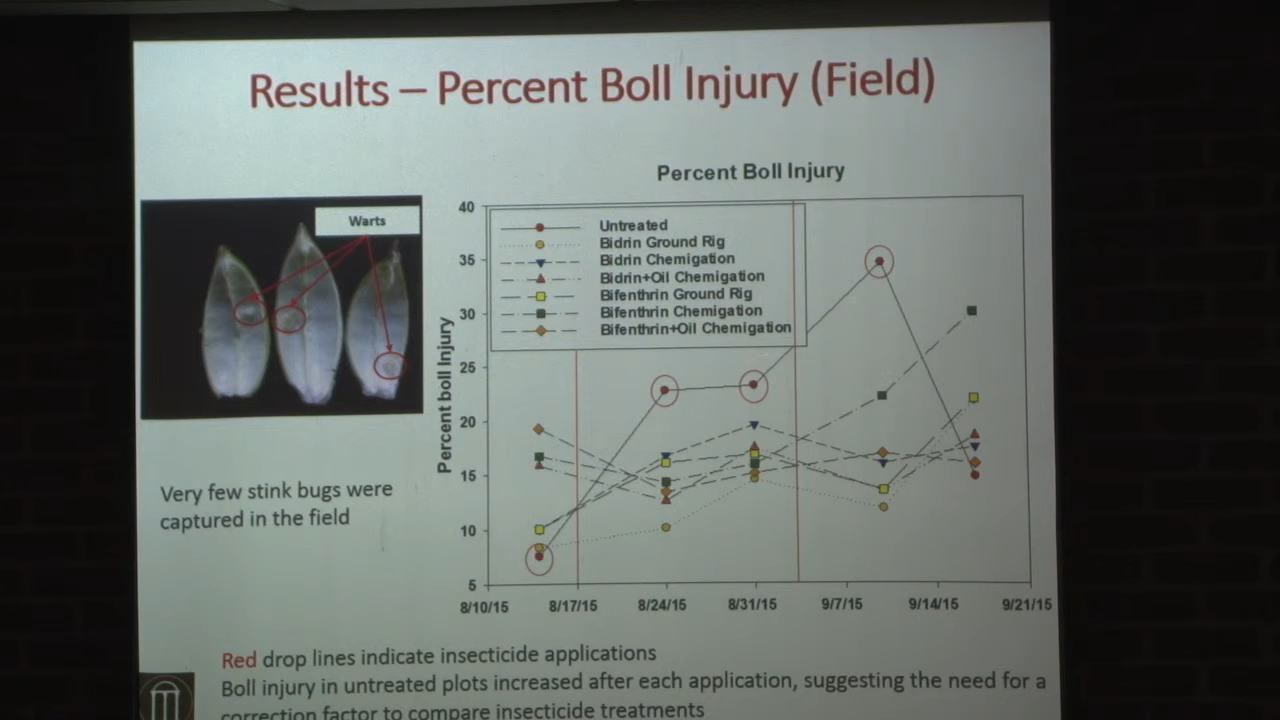 Results – Percent Boll Injury (Field)
Percent Boll Injury
Warts
Percent boll Injury
40
35
30
25
20
15
10
5
Untreated
Bidrin Ground Rig
Bidrin Chemigation
Bidrin+Oil Chemigation
Bifenthrin Ground Rig
Bifenthrin Chemigation
Bifenthrin+Oil Chemigation
8/10/15 8/17/15 8/24/15 8/31/15 9/7/15 9/14/15 9/21/15
Very few stink bugs were
captured in the field
Red drop lines indicate insecticide applications
Boll injury in untreated plots increased after each application, suggesting the need for a
correction factor to compare insecticide treatments